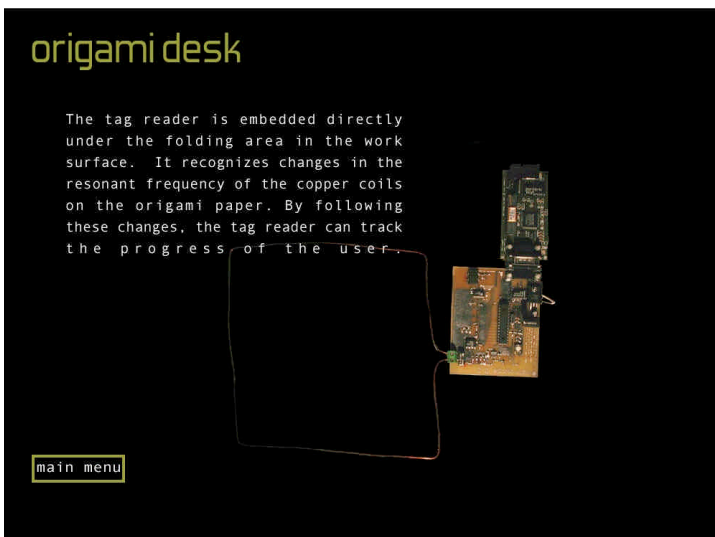 origami desk
The tag reader is embedded directly
under the folding area in the work
surface. It recognizes changes in the
resonant frequency of the copper coils
on the origami paper. By following
these changes, the tag reader can track
the progress of the user.
main menu